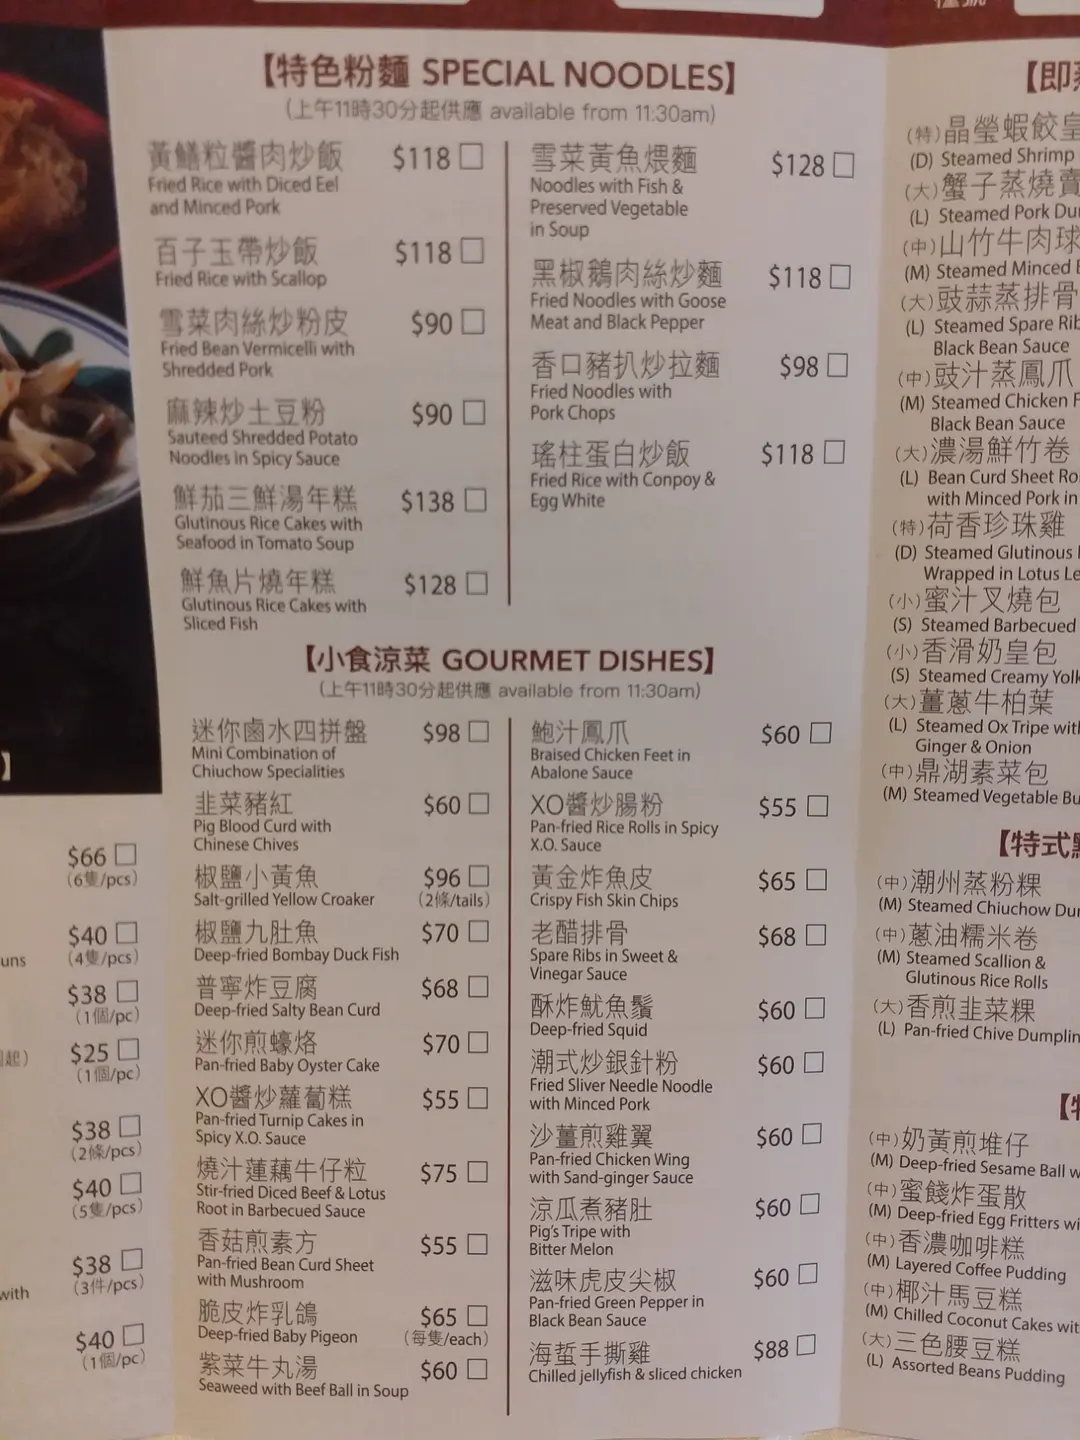 【特色粉麵 SPECIAL NOODLES】
(上午11時30分起供應 available from 11:30am)
黃鱔粒醬肉炒飯 $118
Fried Rice with Diced Eel
and Minced Pork
百子玉帶炒飯 $118
Fried Rice with Scallop
雪菜肉絲炒粉皮 $90
Fried Bean Vermicelli with
Shredded Pork
麻辣炒土豆粉 $90
Sauteed Shredded Potato
Noodles in Spicy Sauce
鮮茄三鮮湯年糕 $138
Glutinous Rice Cakes with
Seafood in Tomato Soup
鮮魚片燒年糕 $128
Glutinous Rice Cakes with
Sliced Fish
雪菜黃魚煨麵 $128
Noodles with Fish &
Preserved Vegetable
in Soup
黑椒鵝肉絲炒麵 $118
Fried Noodles with Goose
Meat and Black Pepper
香口豬扒炒拉麵 $98
Fried Noodles with
Pork Chops
瑤柱蛋白炒飯 $118
Fried Rice with Conpoy &
Egg White
【小食涼菜 GOURMET DISHES】
(上午11時30分起供應 available from 11:30am)
迷你鹵水四拼盤 $98
Mini Combination of
Chiuchow Specialities
韭菜豬紅 $60
Pig Blood Curd with
Chinese Chives
椒鹽小黃魚 $96
Salt-grilled Yellow Croaker (2條/tails)
椒鹽九肚魚 $70
Deep-fried Bombay Duck Fish
普寧炸豆腐 $68
Deep-fried Salty Bean Curd
迷你煎蠔烙 $70
Pan-fried Baby Oyster Cake
XO醬炒蘿蔔糕 $55
Pan-fried Turnip Cakes in
Spicy X.O. Sauce
燒汁蓮藕牛仔粒 $75
Stir-fried Diced Beef & Lotus
Root in Barbecued Sauce
香菇煎素方 $55
Pan-fried Bean Curd Sheet
with Mushroom
脆皮炸乳鴿 $65
Deep-fried Baby Pigeon (每隻/each)
紫菜牛丸湯 $60
Seaweed with Beef Ball in Soup
鮑汁鳳爪 $60
Braised Chicken Feet in
Abalone Sauce
XO醬炒腸粉 $55
Pan-fried Rice Rolls in Spicy
X.O. Sauce
黃金炸魚皮 $65
Crispy Fish Skin Chips
老醋排骨 $68
Spare Ribs in Sweet &
Vinegar Sauce
酥炸魷魚鬚 $60
Deep-fried Squid
潮式炒銀針粉 $60
Fried Sliver Needle Noodle
with Minced Pork
沙薑煎雞翼 $60
Pan-fried Chicken Wing
with Sand-ginger Sauce
涼瓜煮豬肚 $60
Pig's Tripe with
Bitter Melon
滋味虎皮尖椒 $60
Pan-fried Green Pepper in
Black Bean Sauce
海蜇手撕雞 $88
Chilled jellyfish & sliced chicken
】
$66
(6隻/pcs)
$40
uns (4隻/pcs)
$38
(1個/pc)
起) $25
(1個/pc)
$38
(2條/pcs)
$40
(5隻/pcs)
$38
with (3件/pcs)
$40
(1個/pc)
【即
(特)晶瑩蝦餃皇
(D) Steamed Shrimp
(大)蟹子蒸燒賣
(L) Steamed Pork Du
(中)山竹牛肉球
(M) Steamed Minced
(大)豉蒜蒸排骨
(L) Steamed Spare Rib
Black Bean Sauce
(中)豉汁蒸鳳爪
(M) Steamed Chicken F
Black Bean Sauce
(大)濃湯鮮竹卷
(L) Bean Curd Sheet Ro
with Minced Pork in
(特)荷香珍珠雞
(D) Steamed Glutinous
Wrapped in Lotus Le
(小)蜜汁叉燒包
(S) Steamed Barbecued
(小)香滑奶皇包
(S) Steamed Creamy Yolk
(大)薑蔥牛柏葉
(L) Steamed Ox Tripe with
Ginger & Onion
(中)鼎湖素菜包
(M) Steamed Vegetable Bu
【特式
(中)潮州蒸粉粿
(M) Steamed Chiuchow Du
(中)蔥油糯米卷
(M) Steamed Scallion &
Glutinous Rice Rolls
(大)香煎韭菜粿
(L) Pan-fried Chive Dumplin
【特
(中)奶黃煎堆仔
(M) Deep-fried Sesame Ball w
(中)蜜餞炸蛋散
(M) Deep-fried Egg Fritters wi
(中)香濃咖啡糕
(M) Layered Coffee Pudding
(中)椰汁馬豆糕
(M) Chilled Coconut Cakes wit
(大)三色腰豆糕
(L) Assorted Beans Pudding